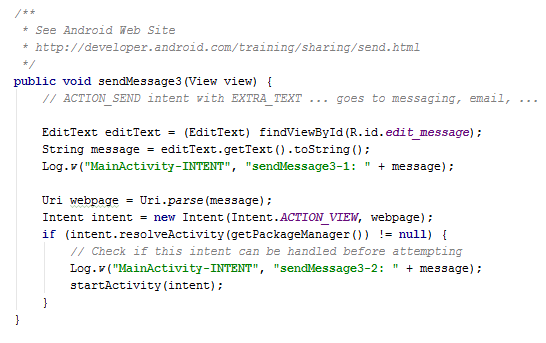 /**
 * See Android Web Site
 * http://developer.android.com/training/sharing/send.html
 */
public void sendMessage3(View view) {
    // ACTION_SEND intent with EXTRA_TEXT ... goes to messaging, email, ...

    EditText editText = (EditText) findViewById(R.id.edit_message);
    String message = editText.getText().toString();
    Log.v("MainActivity-INTENT", "sendMessage3-1: " + message);

    Uri webpage = Uri.parse(message);
    Intent intent = new Intent(Intent.ACTION_VIEW, webpage);
    if (intent.resolveActivity(getPackageManager()) != null) {
        // Check if this intent can be handled before attempting
        Log.v("MainActivity-INTENT", "sendMessage3-2: " + message);
        startActivity(intent);
    }
}